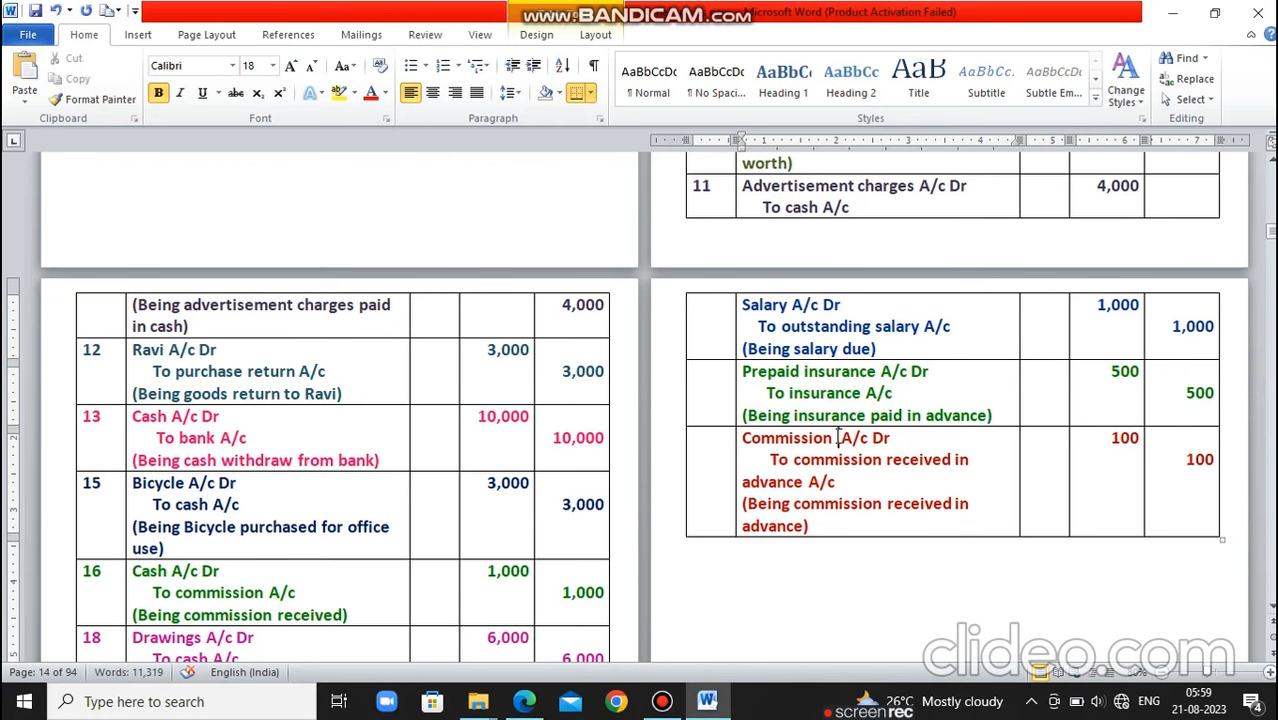 www.BANDICAM.com
Microsoft Word (Product Activation Failed)
File Home Insert Page Layout References Mailings Review View Design Layout
Paste
Cut
Copy
Format Painter
Clipboard
Calibri 18
Font
Paragraph
AaBbCcDc AaBbCcDc AaBbC AaBbCc AaB AaBbCc. AaBbCcDc
¶ Normal ¶ No Spaci... Heading 1 Heading 2 Title Subtitle Subtle Em...
Styles
Change Styles
Find
Replace
Select
Editing
worth)
11 Advertisement charges A/c Dr 4,000
To cash A/c
(Being advertisement charges paid 4,000
in cash)
12 Ravi A/c Dr 3,000
To purchase return A/c 3,000
(Being goods return to Ravi)
13 Cash A/c Dr 10,000
To bank A/c 10,000
(Being cash withdraw from bank)
15 Bicycle A/c Dr 3,000
To cash A/c 3,000
(Being Bicycle purchased for office
use)
16 Cash A/c Dr 1,000
To commission A/c 1,000
(Being commission received)
18 Drawings A/c Dr 6,000
To cash A/c 6,000
Salary A/c Dr 1,000
To outstanding salary A/c 1,000
(Being salary due)
Prepaid insurance A/c Dr 500
To insurance A/c 500
(Being insurance paid in advance)
Commission A/c Dr 100
To commission received in 100
advance A/c
(Being commission received in
advance)
clideo.com
Page: 14 of 94 Words: 11,319 English (India)
Type here to search
26°C Mostly cloudy
ENG
05:59
21-08-2023
screenrec